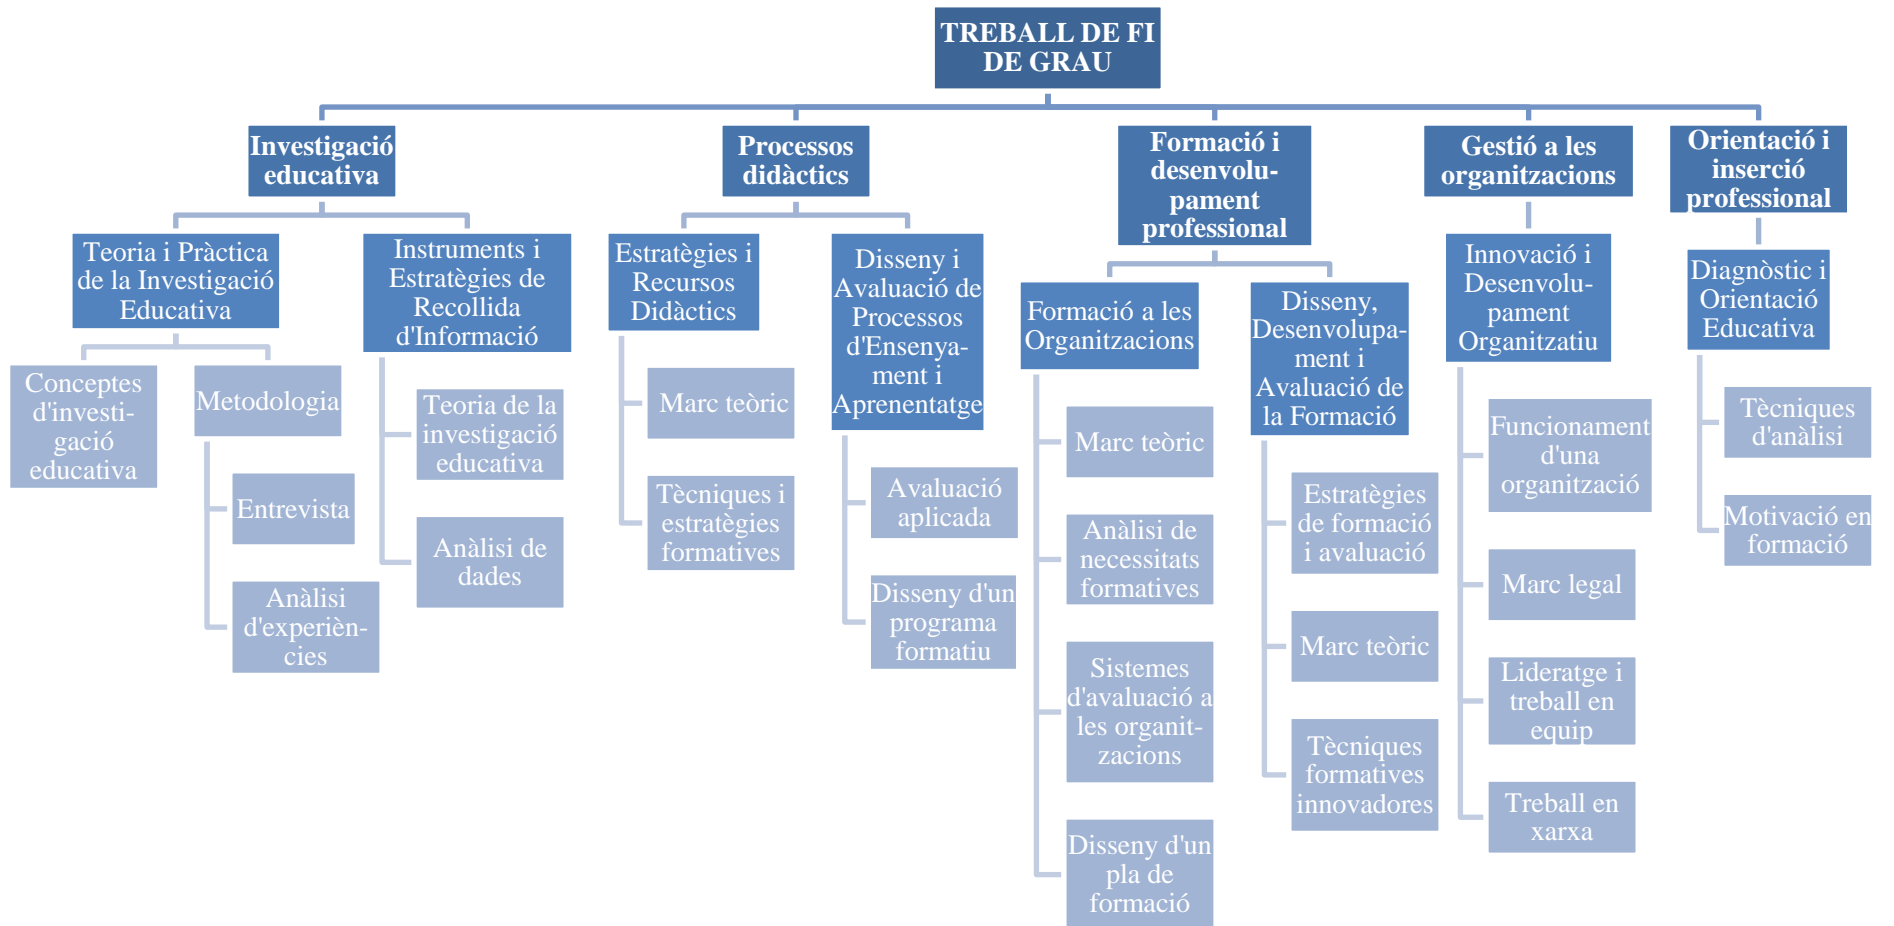 TREBALL DE FI
DE GRAU
Investigació
educativa
Teoria i Pràctica
de la Investigació
Educativa
Conceptes
d'investi-
gació
educativa
Metodologia
Entrevista
Anàlisi
d'experièn-
cies
Instruments i
Estratègies de
Recollida
d'Informació
Teoria de la
investigació
educativa
Anàlisi de
dades
Processos
didàctics
Estratègies i
Recursos
Didàctics
Marc teòric
Tècniques i
estratègies
formatives
Disseny i
Avaluació de
Processos
d'Ensenya-
ment i
Aprenentatge
Avaluació
aplicada
Disseny d'un
programa
formatiu
Formació i
desenvolu-
pament
professional
Formació a les
Organitzacions
Marc teòric
Anàlisi de
necessitats
formatives
Sistemes
d'avaluació a
les organit-
zacions
Disseny d'un
pla de
formació
Disseny,
Desenvolupa-
ment i
Avaluació de
la Formació
Estratègies
de formació
i avaluació
Marc teòric
Tècniques
formatives
innovadores
Gestió a les
organitzacions
Innovació i
Desenvolu-
pament
Organitzatiu
Funcionament
d'una
organització
Marc legal
Lideratge i
treball en
equip
Treball en
xarxa
Orientació i
inserció
professional
Diagnòstic i
Orientació
Educativa
Tècniques
d'anàlisi
Motivació en
formació